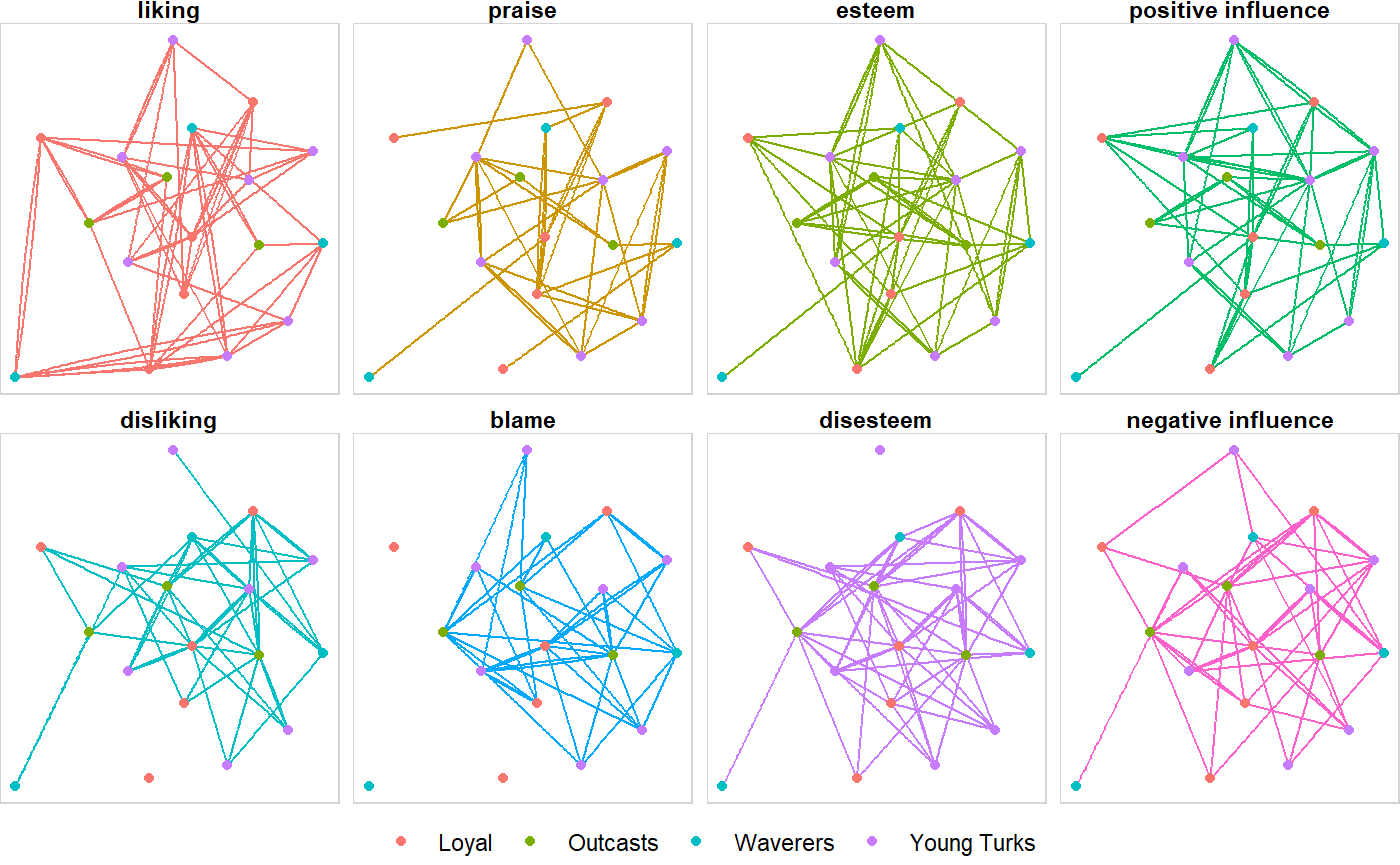 liking praise esteem positive influence
disliking blame disesteem negative influence
Loyal Outcasts Waverers Young Turks